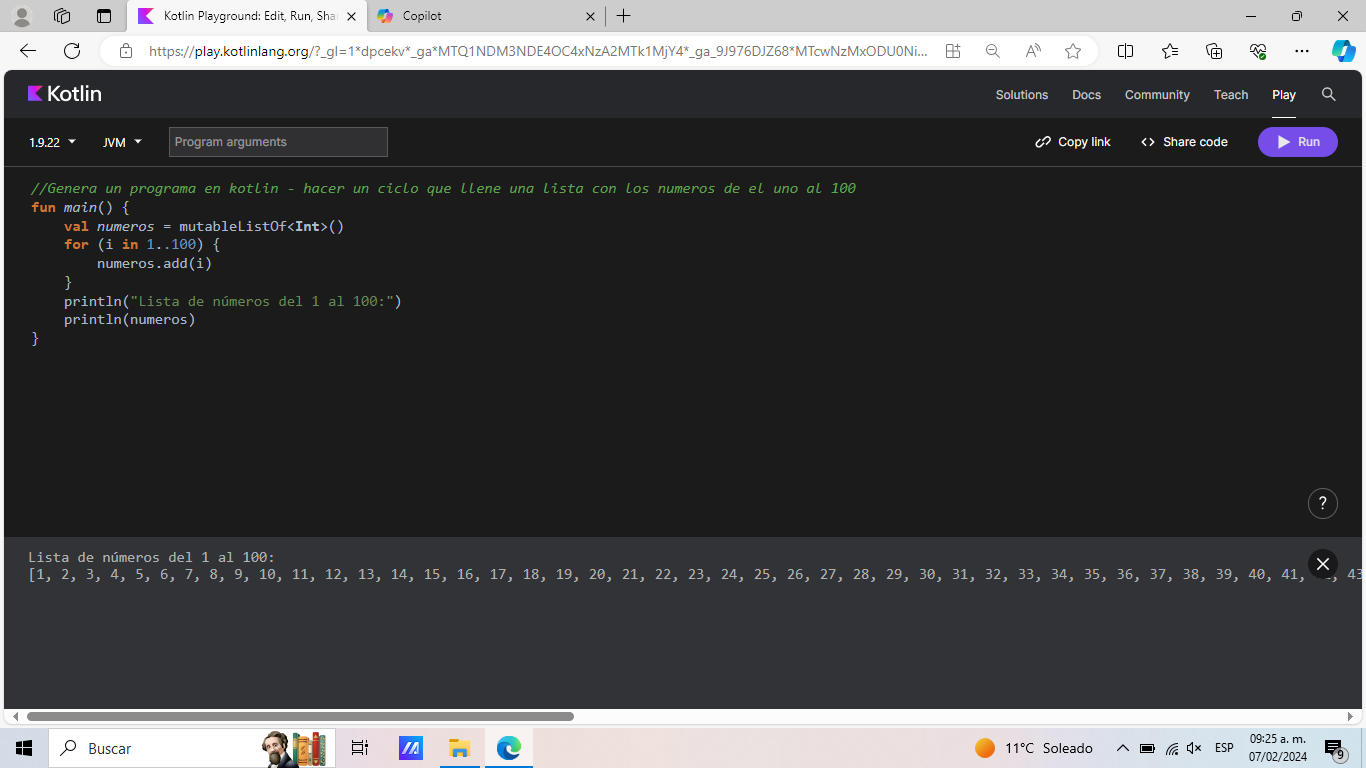 Kotlin Playground: Edit, Run, Sha
Copilot
https://play.kotlinlang.org/?_gl=1*dpcekv*_ga*MTQ1NDM3NDE4OC4xNzA2MTk1MjY4*_ga_9J976DJZ68*MTcwNzMxODU0Ni...
Kotlin
Solutions Docs Community Teach Play
1.9.22 JVM Program arguments Copy link Share code Run
//Genera un programa en kotlin - hacer un ciclo que llene una lista con los numeros de el uno al 100
fun main() {
    val numeros = mutableListOf<Int>()
    for (i in 1..100) {
        numeros.add(i)
    }
    println("Lista de números del 1 al 100:")
    println(numeros)
}
?
Lista de números del 1 al 100:
[1, 2, 3, 4, 5, 6, 7, 8, 9, 10, 11, 12, 13, 14, 15, 16, 17, 18, 19, 20, 21, 22, 23, 24, 25, 26, 27, 28, 29, 30, 31, 32, 33, 34, 35, 36, 37, 38, 39, 40, 41, 43
Buscar
11°C Soleado
ESP
09:25 a. m.
07/02/2024
9